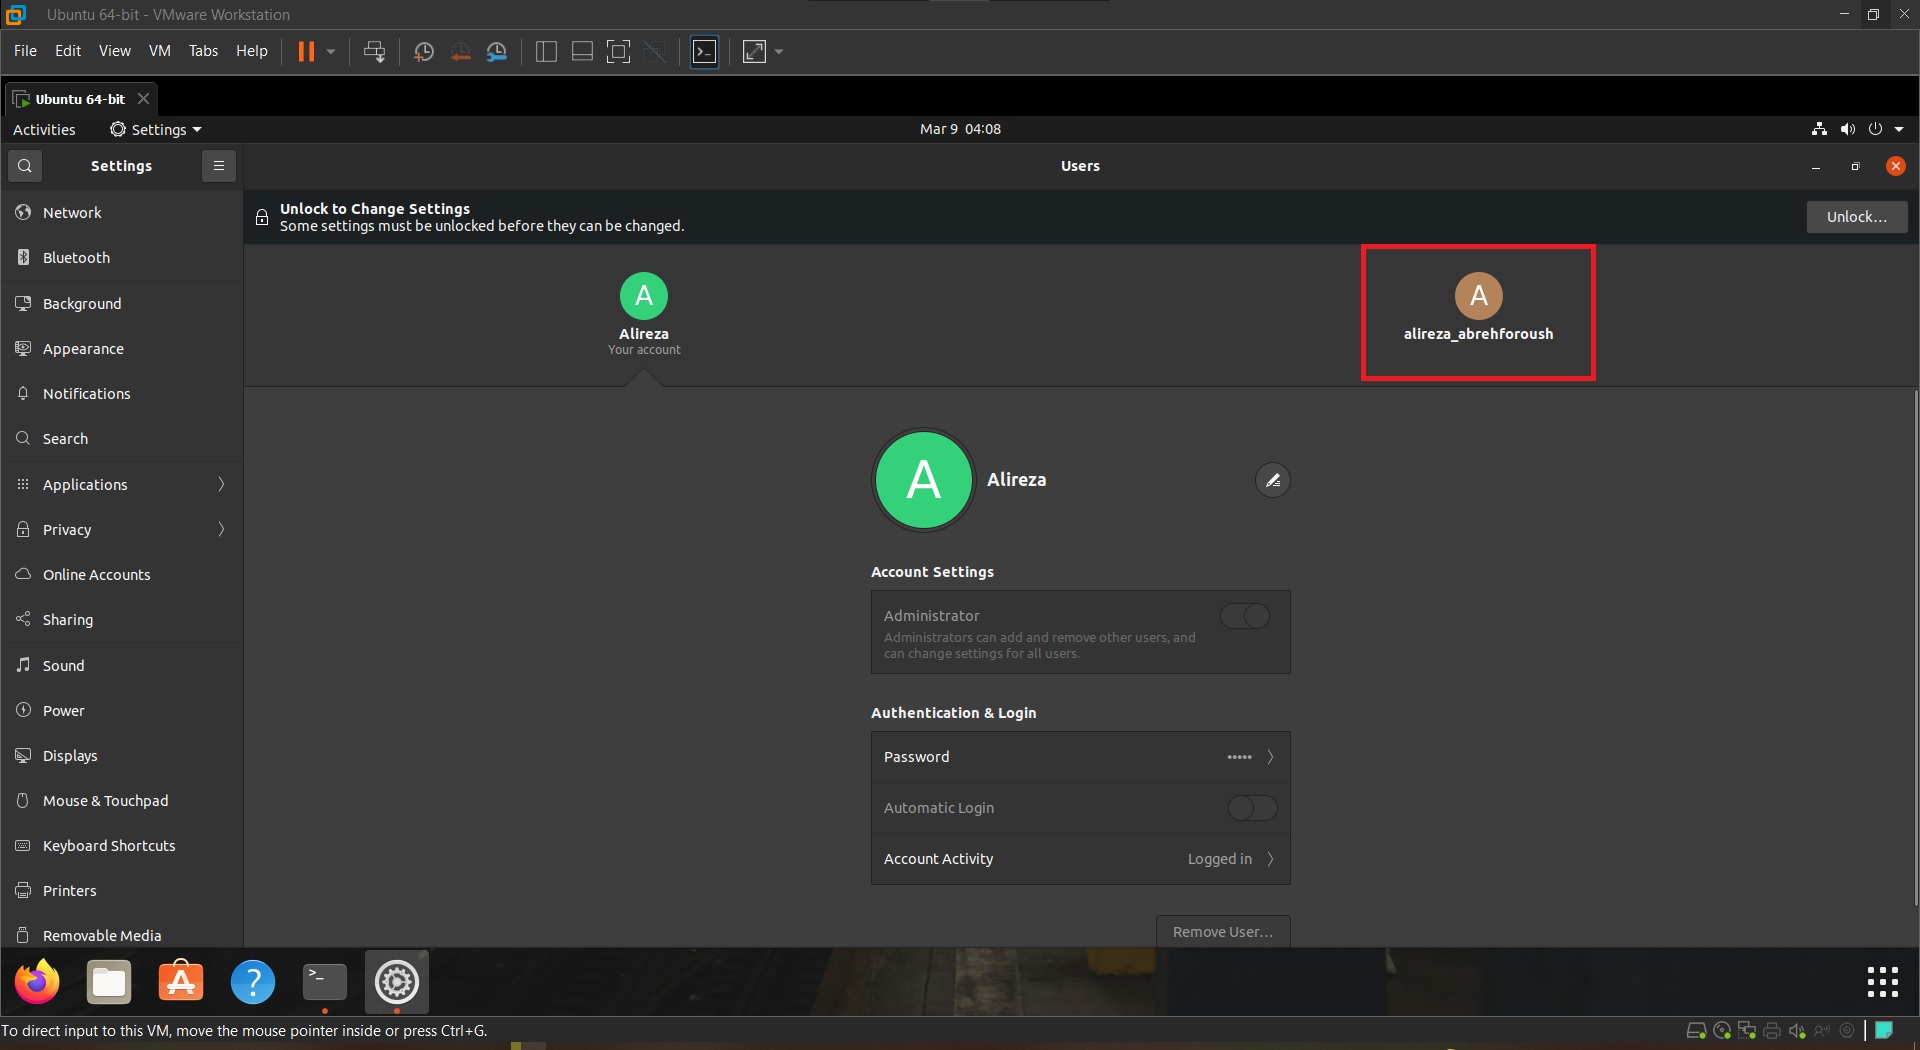 Ubuntu 64-bit - VMware Workstation
File Edit View VM Tabs Help
Ubuntu 64-bit
Activities Settings Mar 9 04:08
Settings Users
Network
Bluetooth
Background
Appearance
Notifications
Search
Applications
Privacy
Online Accounts
Sharing
Sound
Power
Displays
Mouse & Touchpad
Keyboard Shortcuts
Printers
Removable Media
Unlock to Change Settings
Some settings must be unlocked before they can be changed.
Unlock...
A
Alireza
Your account
A
alireza_abrehforoush
A Alireza
Account Settings
Administrator
Administrators can add and remove other users, and
can change settings for all users.
Authentication & Login
Password •••••
Automatic Login
Account Activity Logged in
Remove User...
To direct input to this VM, move the mouse pointer inside or press Ctrl+G.